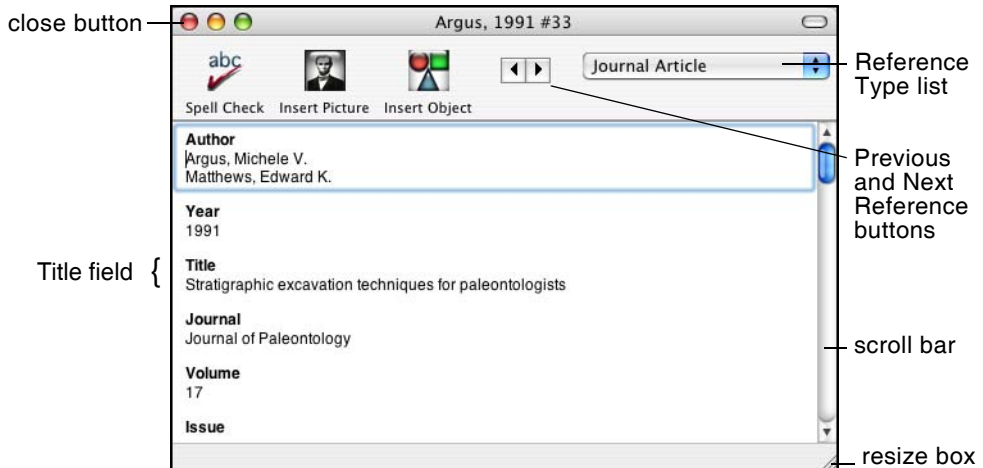 close button
Argus, 1991 #33
abc
Spell Check Insert Picture Insert Object
Journal Article
Reference
Type list
Author
Argus, Michele V.
Matthews, Edward K.
Previous
and Next
Reference
buttons
Year
1991
Title field {
Title
Stratigraphic excavation techniques for paleontologists
Journal
Journal of Paleontology
scroll bar
Volume
17
Issue
resize box